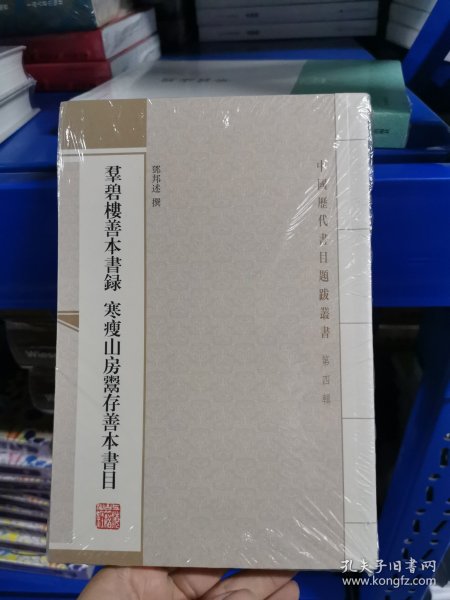 中國歷代書目題跋叢書 第四輯
鄧邦述 撰
羣碧樓善本書録 寒瘦山房鬻存善本書目
孔夫子旧书网
www.kongfz.com